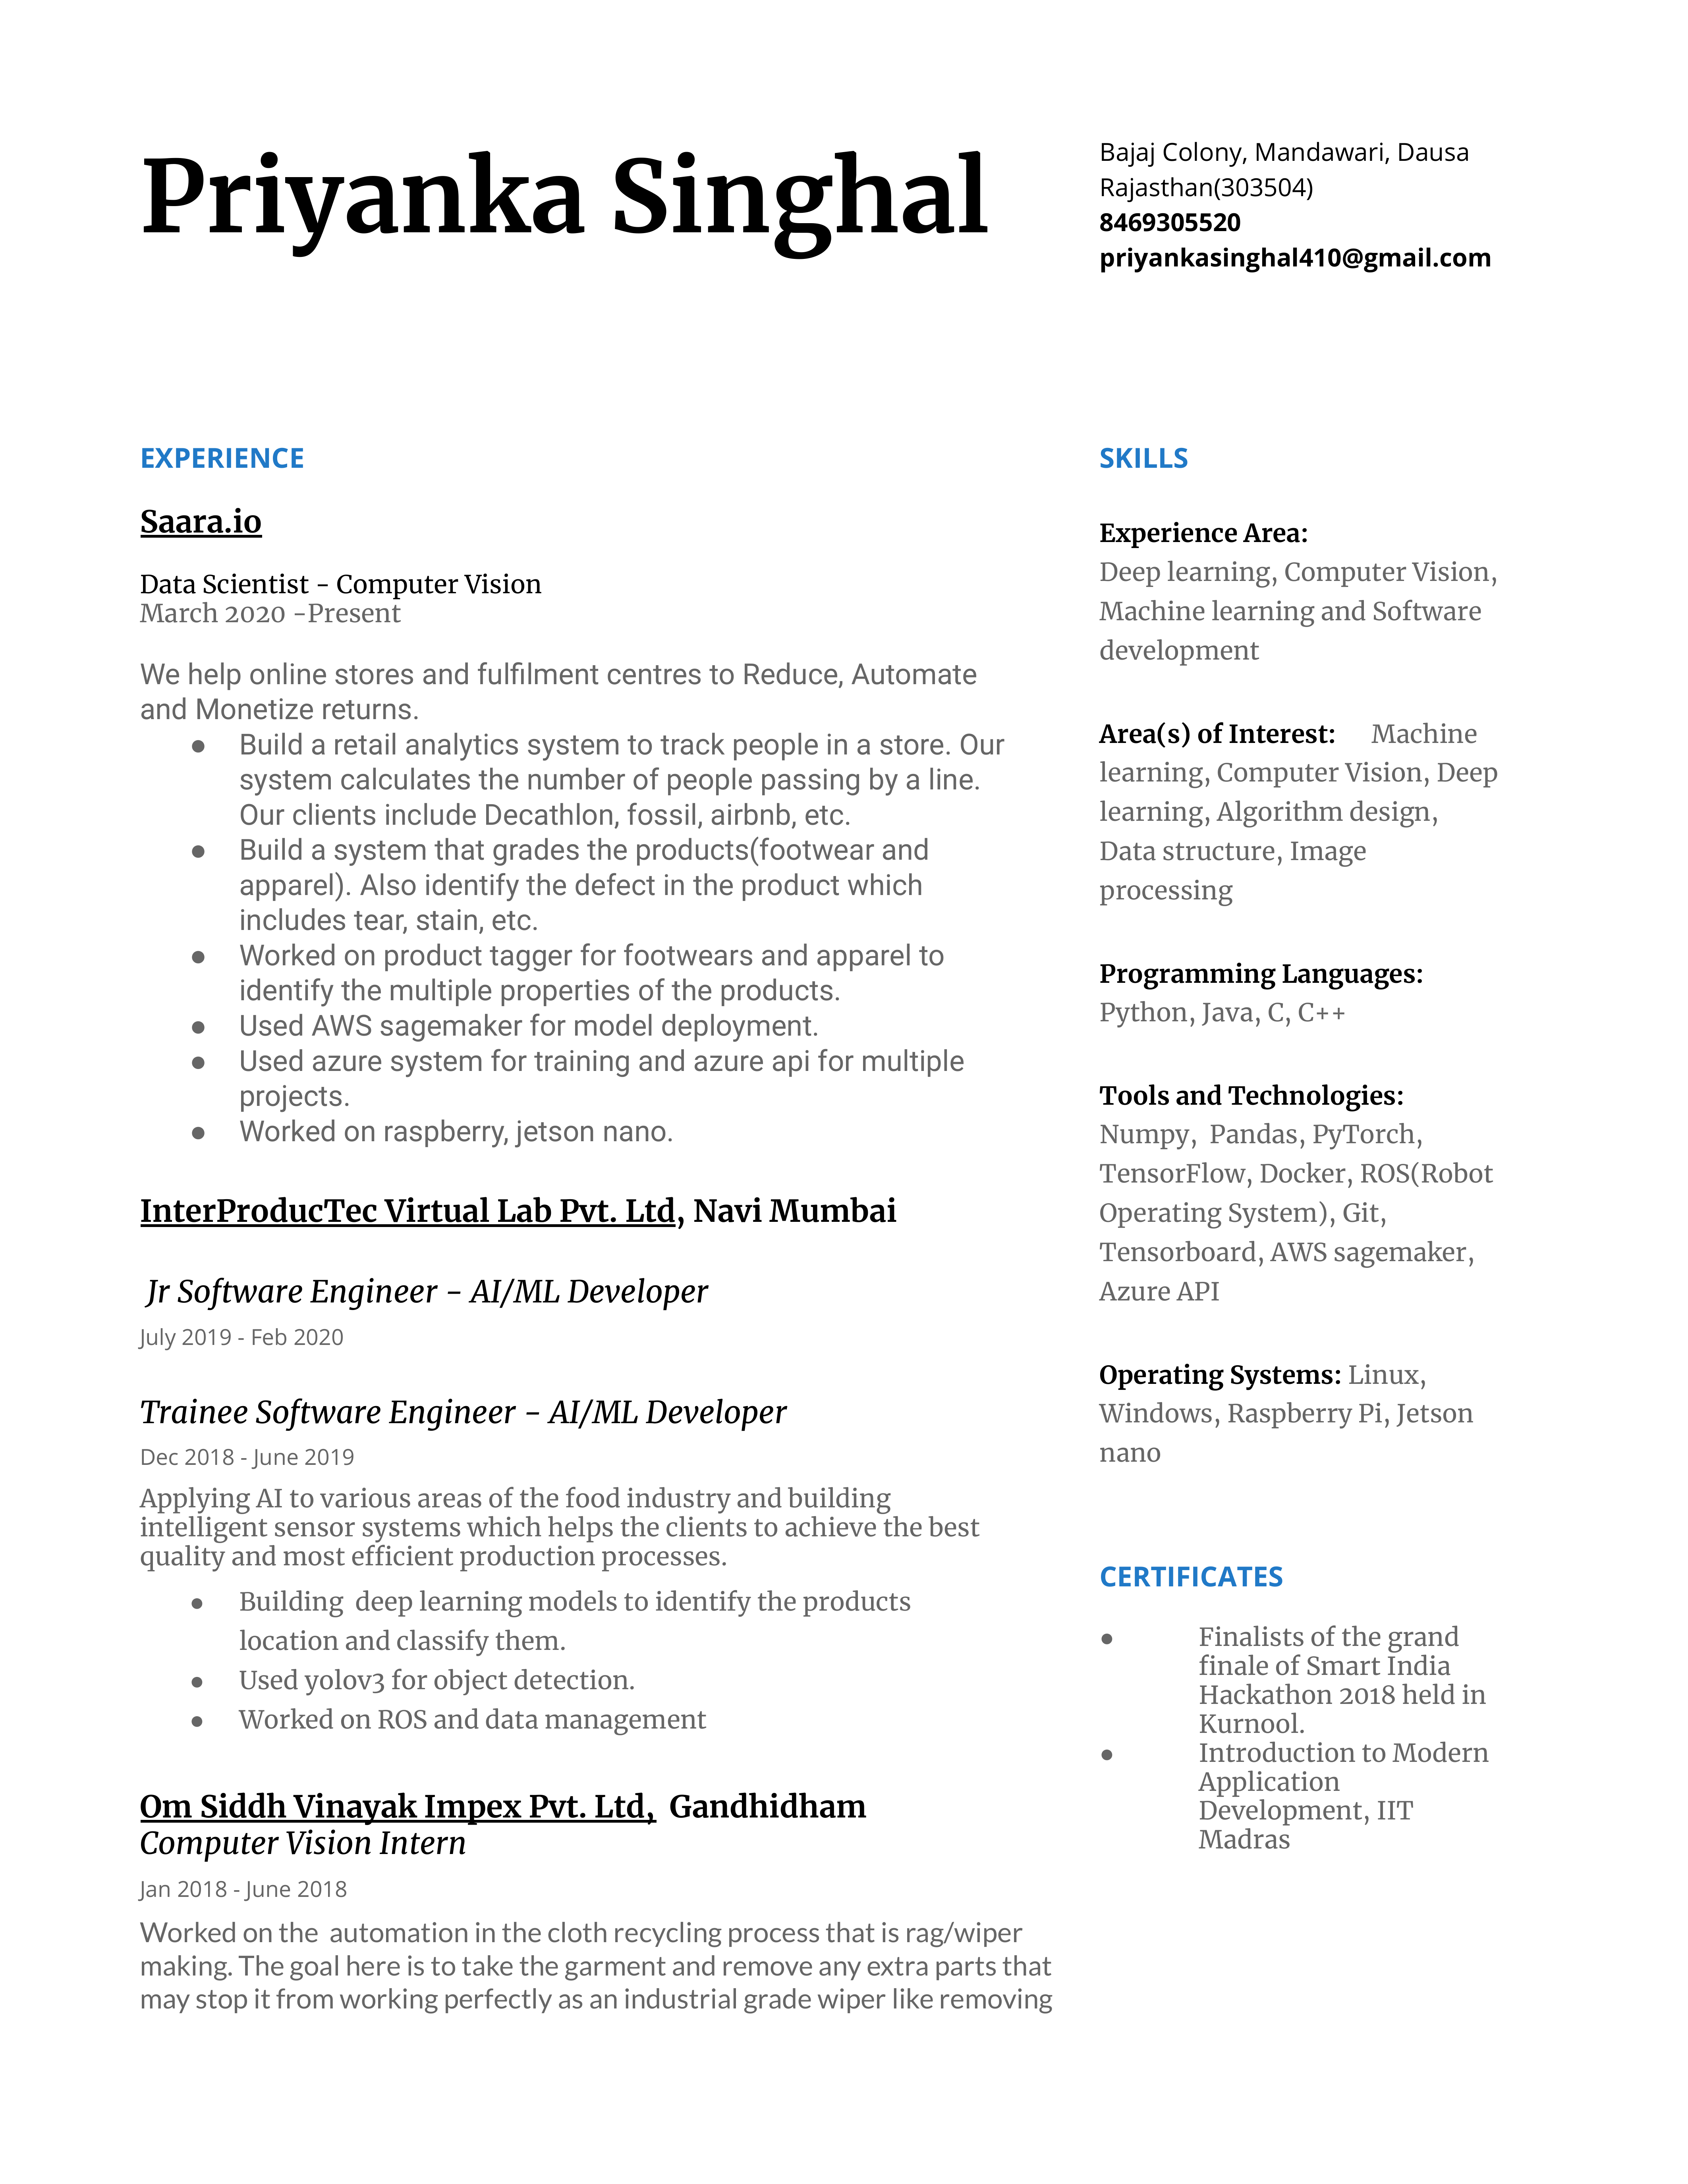 Priyanka Singhal
Bajaj Colony, Mandawari, Dausa
Rajasthan(303504)
8469305520
priyankasinghal410@gmail.com
EXPERIENCE
Saara.io
Data Scientist - Computer Vision
March 2020 -Present
We help online stores and fulfilment centres to Reduce, Automate
and Monetize returns.
● Build a retail analytics system to track people in a store. Our
system calculates the number of people passing by a line.
Our clients include Decathlon, fossil, airbnb, etc.
● Build a system that grades the products(footwear and
apparel). Also identify the defect in the product which
includes tear, stain, etc.
● Worked on product tagger for footwears and apparel to
identify the multiple properties of the products.
● Used AWS sagemaker for model deployment.
● Used azure system for training and azure api for multiple
projects.
● Worked on raspberry, jetson nano.
InterProducTec Virtual Lab Pvt. Ltd, Navi Mumbai
Jr Software Engineer - AI/ML Developer
July 2019 - Feb 2020
Trainee Software Engineer - AI/ML Developer
Dec 2018 - June 2019
Applying AI to various areas of the food industry and building
intelligent sensor systems which helps the clients to achieve the best
quality and most efficient production processes.
● Building  deep learning models to identify the products
location and classify them.
● Used yolov3 for object detection.
● Worked on ROS and data management
Om Siddh Vinayak Impex Pvt. Ltd,  Gandhidham
Computer Vision Intern
Jan 2018 - June 2018
Worked on the  automation in the cloth recycling process that is rag/wiper
making. The goal here is to take the garment and remove any extra parts that
may stop it from working perfectly as an industrial grade wiper like removing
SKILLS
Experience Area:
Deep learning, Computer Vision,
Machine learning and Software
development
Area(s) of Interest:    Machine
learning, Computer Vision, Deep
learning, Algorithm design,
Data structure, Image
processing
Programming Languages:
Python, Java, C, C++
Tools and Technologies:
Numpy,  Pandas, PyTorch,
TensorFlow, Docker, ROS(Robot
Operating System), Git,
Tensorboard, AWS sagemaker,
Azure API
Operating Systems: Linux,
Windows, Raspberry Pi, Jetson
nano
CERTIFICATES
● Finalists of the grand
finale of Smart India
Hackathon 2018 held in
Kurnool.
● Introduction to Modern
Application
Development, IIT
Madras